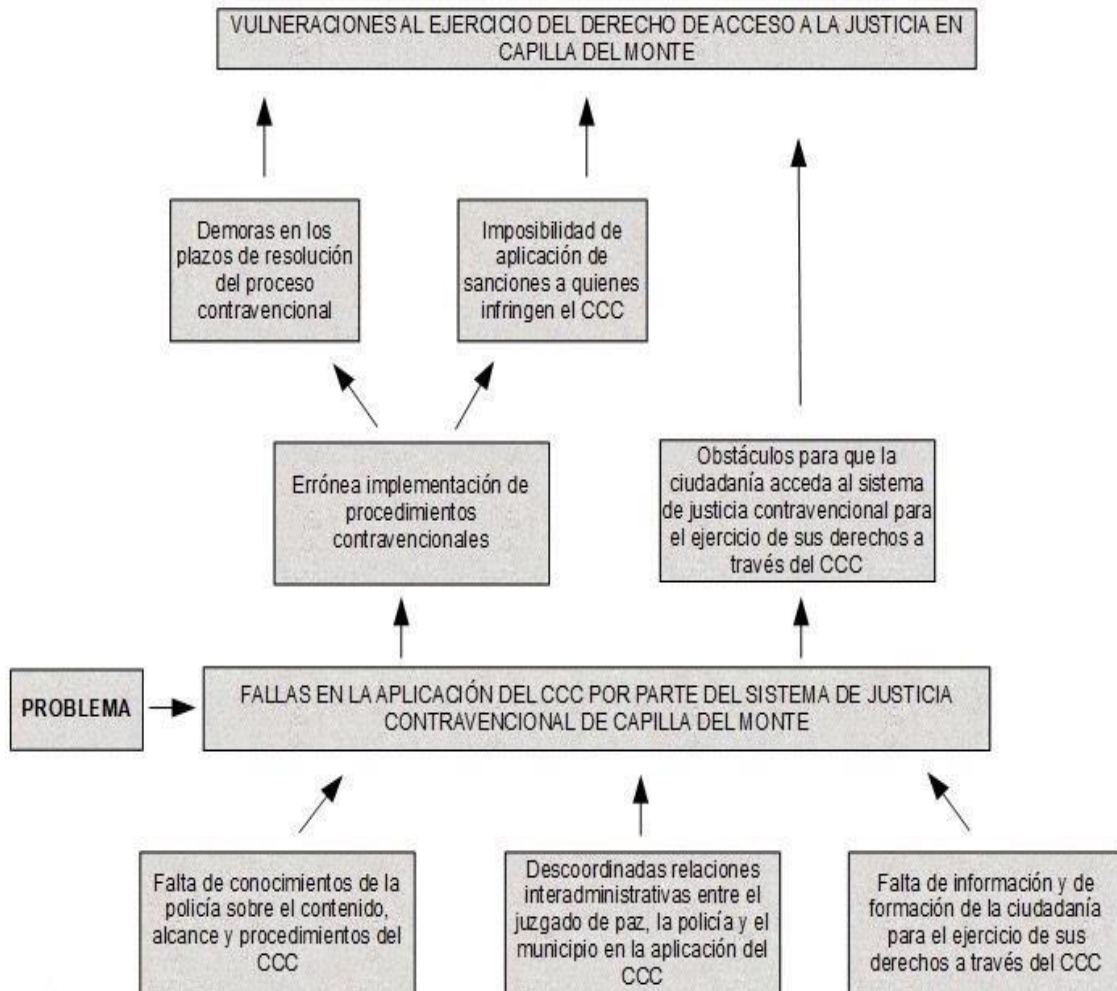 VULNERACIONES AL EJERCICIO DEL DERECHO DE ACCESO A LA JUSTICIA EN
CAPILLA DEL MONTE
Demoras en los
plazos de resolución
del proceso
contravencional
Imposibilidad de
aplicación de
sanciones a quienes
infringen el CCC
Errónea implementación de
procedimientos
contravencionales
Obstáculos para que la
ciudadanía acceda al sistema
de justicia contravencional para
el ejercicio de sus derechos a
través del CCC
PROBLEMA
FALLAS EN LA APLICACIÓN DEL CCC POR PARTE DEL SISTEMA DE JUSTICIA
CONTRAVENCIONAL DE CAPILLA DEL MONTE
Falta de conocimientos de la
policía sobre el contenido,
alcance y procedimientos del
CCC
Descoordinadas relaciones
interadministrativas entre el
juzgado de paz, la policía y el
municipio en la aplicación del
CCC
Falta de información y de
formación de la ciudadanía
para el ejercicio de sus
derechos a través del CCC